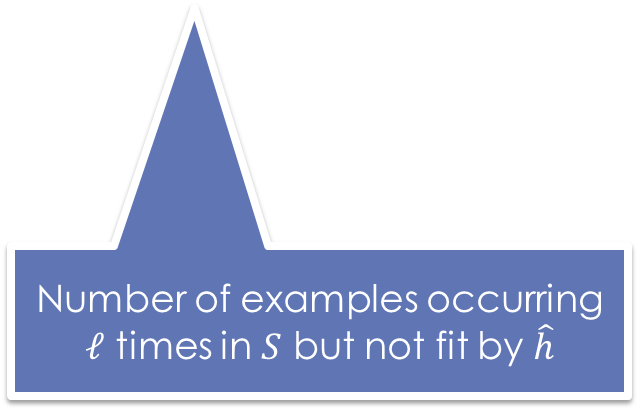 Number of examples occurring
ℓ times in S but not fit by ĥ